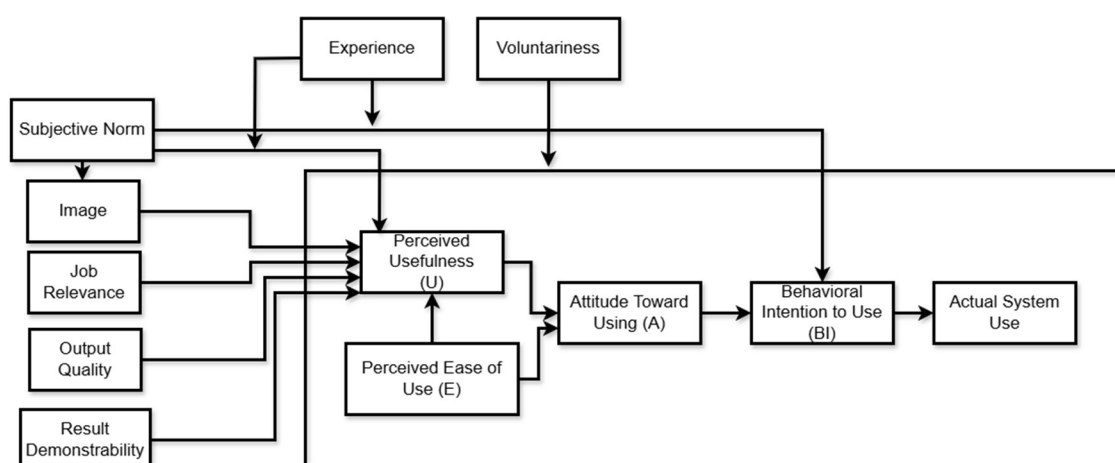 Experience
Voluntariness
Subjective Norm
Image
Job
Relevance
Output
Quality
Result
Demonstrability
Perceived
Usefulness
(U)
Perceived Ease of
Use (E)
Attitude Toward
Using (A)
Behavioral
Intention to Use
(BI)
Actual System
Use